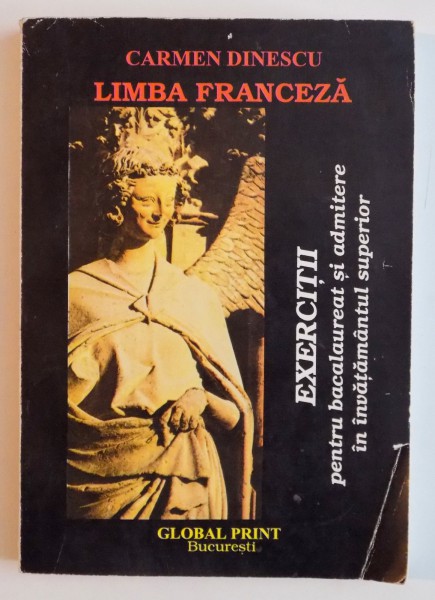 CARMEN DINESCU
LIMBA FRANCEZĂ
EXERCIȚII
pentru bacalaureat și admitere
în învățământul superior
GLOBAL PRINT
București